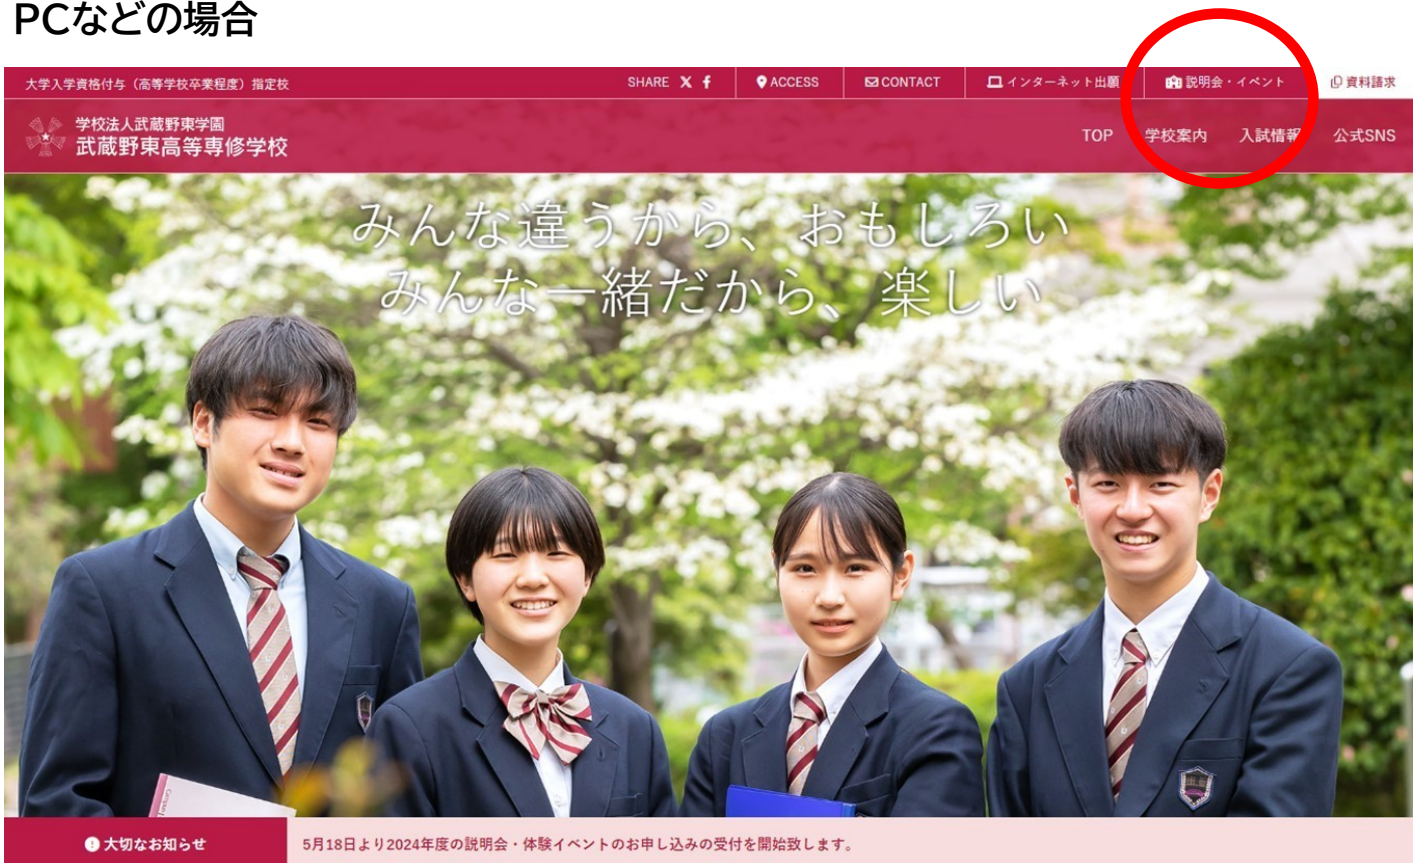 PCなどの場合
大学入学資格付与（高等学校卒業程度）指定校
SHARE X f
ACCESS
CONTACT
インターネット出願
説明会・イベント
資料請求
学校法人武蔵野東学園
武蔵野東高等専修学校
TOP 学校案内 入試情報 公式SNS
みんな違うから、おもしろい
みんな一緒だから、楽しい
大切なお知らせ
5月18日より2024年度の説明会・体験イベントのお申し込みの受付を開始致します。